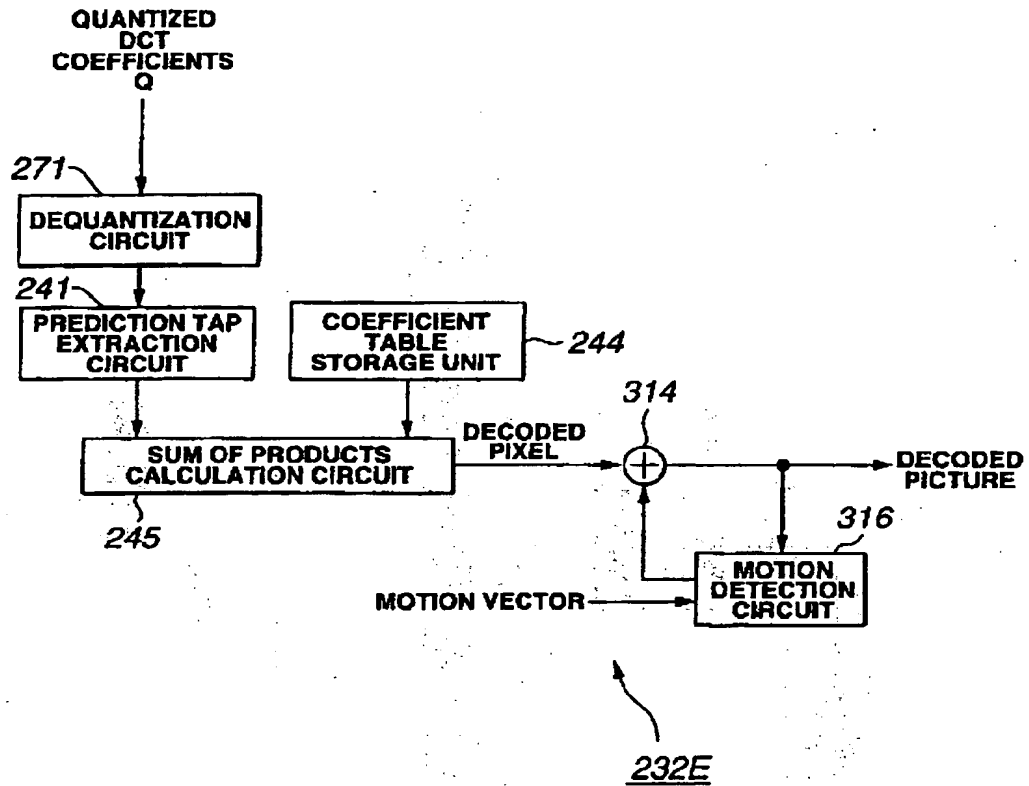 QUANTIZED
DCT
COEFFICIENTS
Q
271
DEQUANTIZATION
CIRCUIT
241
PREDICTION TAP
EXTRACTION
CIRCUIT
COEFFICIENT
TABLE
STORAGE UNIT
244
314
SUM OF PRODUCTS
CALCULATION CIRCUIT
245
DECODED
PIXEL
DECODED
PICTURE
316
MOTION
DETECTION
CIRCUIT
MOTION VECTOR
232E